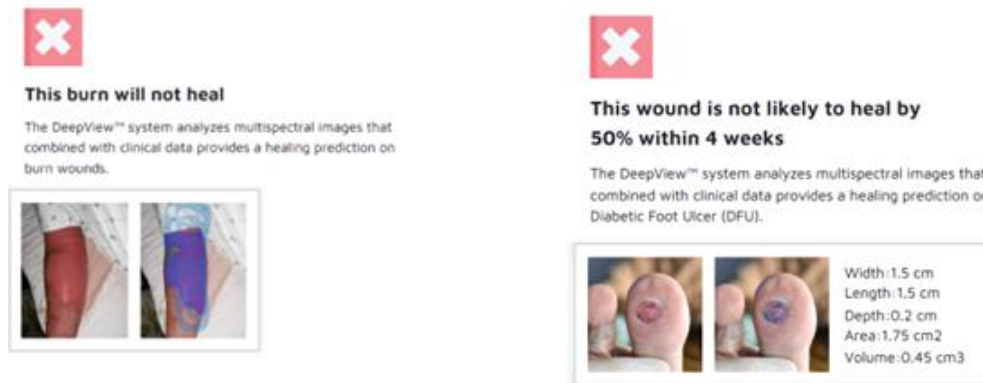 This burn will not heal
The DeepView™ system analyzes multispectral images that
combined with clinical data provides a healing prediction on
burn wounds.
This wound is not likely to heal by
50% within 4 weeks
The DeepView™ system analyzes multispectral images that
combined with clinical data provides a healing prediction on
Diabetic Foot Ulcer (DFU).
Width:1.5 cm
Length:1.5 cm
Depth:0.2 cm
Area:1.75 cm2
Volume:0.45 cm3